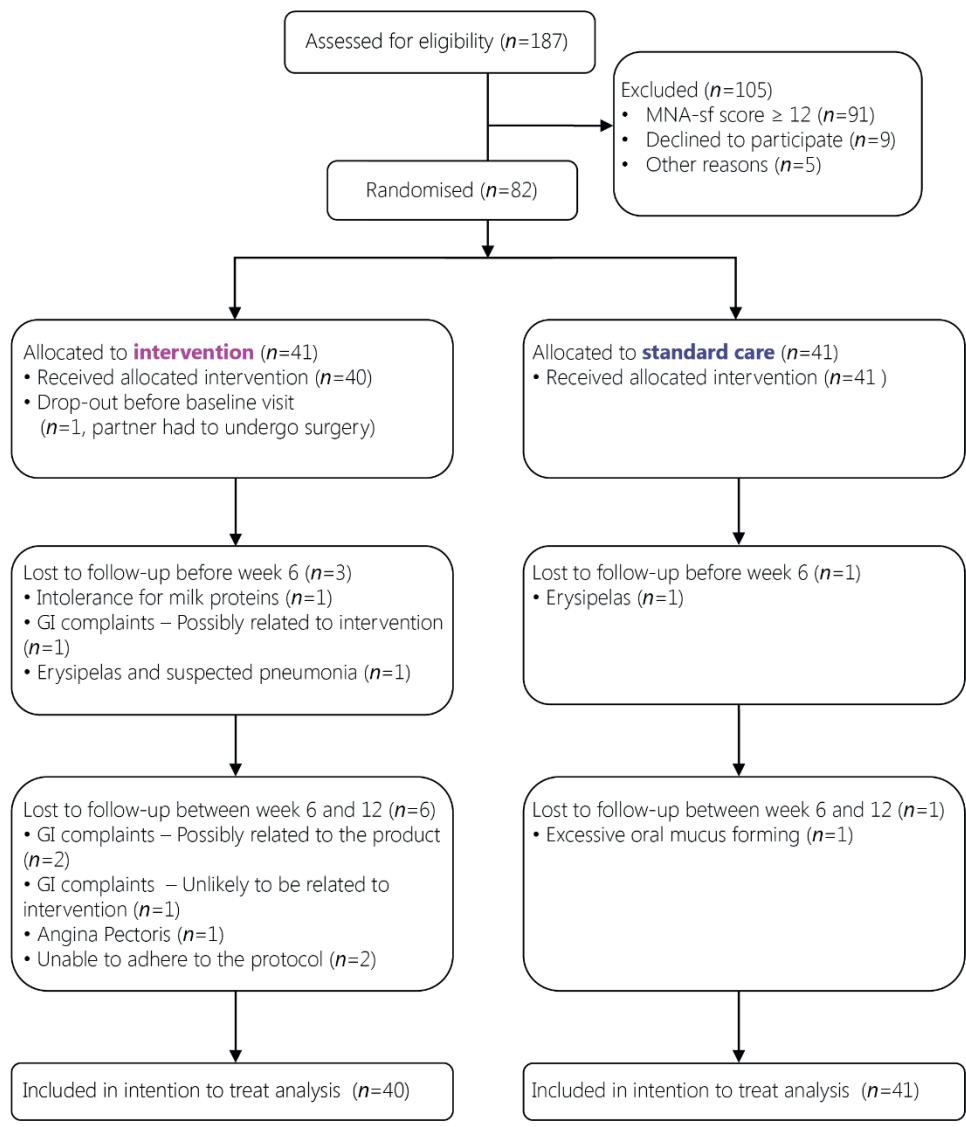 Assessed for eligibility (n=187)
Excluded (n=105)
• MNA-sf score ≥ 12 (n=91)
• Declined to participate (n=9)
• Other reasons (n=5)
Randomised (n=82)
Allocated to intervention (n=41)
• Received allocated intervention (n=40)
• Drop-out before baseline visit
(n=1, partner had to undergo surgery)
Allocated to standard care (n=41)
• Received allocated intervention (n=41 )
Lost to follow-up before week 6 (n=3)
• Intolerance for milk proteins (n=1)
• GI complaints – Possibly related to intervention
(n=1)
• Erysipelas and suspected pneumonia (n=1)
Lost to follow-up before week 6 (n=1)
• Erysipelas (n=1)
Lost to follow-up between week 6 and 12 (n=6)
• GI complaints – Possibly related to the product
(n=2)
• GI complaints – Unlikely to be related to
intervention (n=1)
• Angina Pectoris (n=1)
• Unable to adhere to the protocol (n=2)
Lost to follow-up between week 6 and 12 (n=1)
• Excessive oral mucus forming (n=1)
Included in intention to treat analysis (n=40)
Included in intention to treat analysis (n=41)